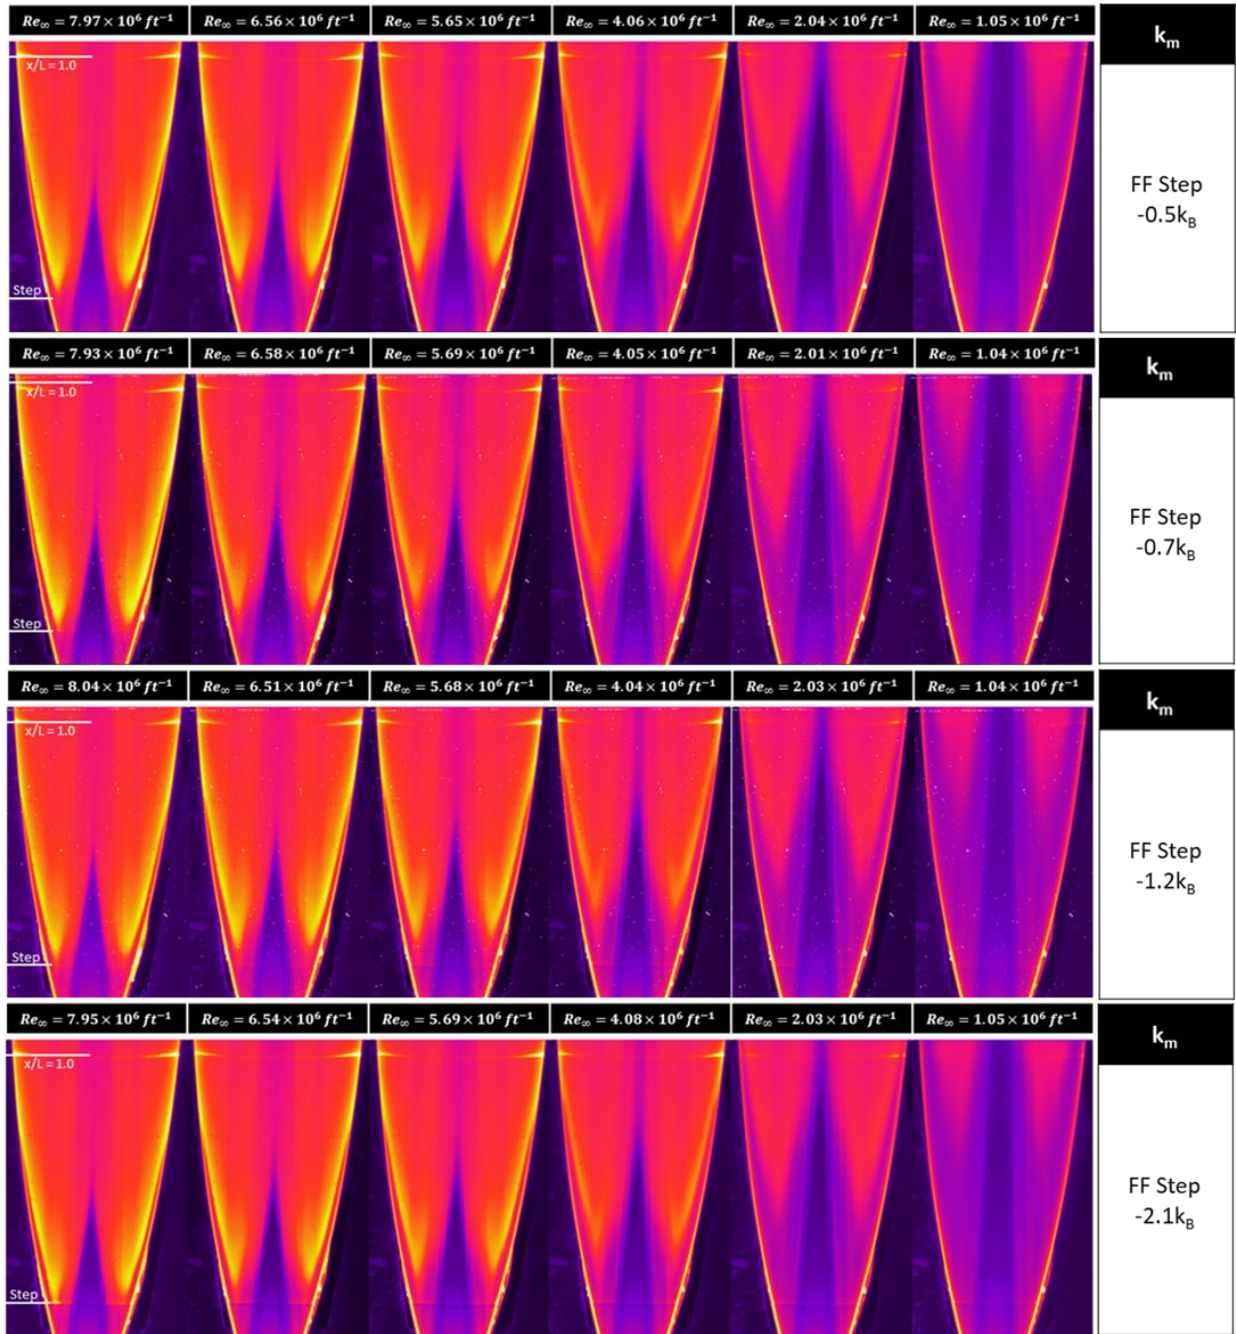 Re∞ = 7.97 × 10⁶ ft⁻¹ Re∞ = 6.56 × 10⁶ ft⁻¹ Re∞ = 5.65 × 10⁶ ft⁻¹ Re∞ = 4.06 × 10⁶ ft⁻¹ Re∞ = 2.04 × 10⁶ ft⁻¹ Re∞ = 1.05 × 10⁶ ft⁻¹
kₘ
x/L = 1.0
FF Step
-0.5k_B
Step
Re∞ = 7.93 × 10⁶ ft⁻¹ Re∞ = 6.58 × 10⁶ ft⁻¹ Re∞ = 5.69 × 10⁶ ft⁻¹ Re∞ = 4.05 × 10⁶ ft⁻¹ Re∞ = 2.01 × 10⁶ ft⁻¹ Re∞ = 1.04 × 10⁶ ft⁻¹
kₘ
x/L = 1.0
FF Step
-0.7k_B
Step
Re∞ = 8.04 × 10⁶ ft⁻¹ Re∞ = 6.51 × 10⁶ ft⁻¹ Re∞ = 5.68 × 10⁶ ft⁻¹ Re∞ = 4.04 × 10⁶ ft⁻¹ Re∞ = 2.03 × 10⁶ ft⁻¹ Re∞ = 1.04 × 10⁶ ft⁻¹
kₘ
x/L = 1.0
FF Step
-1.2k_B
Step
Re∞ = 7.95 × 10⁶ ft⁻¹ Re∞ = 6.54 × 10⁶ ft⁻¹ Re∞ = 5.69 × 10⁶ ft⁻¹ Re∞ = 4.08 × 10⁶ ft⁻¹ Re∞ = 2.03 × 10⁶ ft⁻¹ Re∞ = 1.05 × 10⁶ ft⁻¹
kₘ
x/L = 1.0
FF Step
-2.1k_B
Step